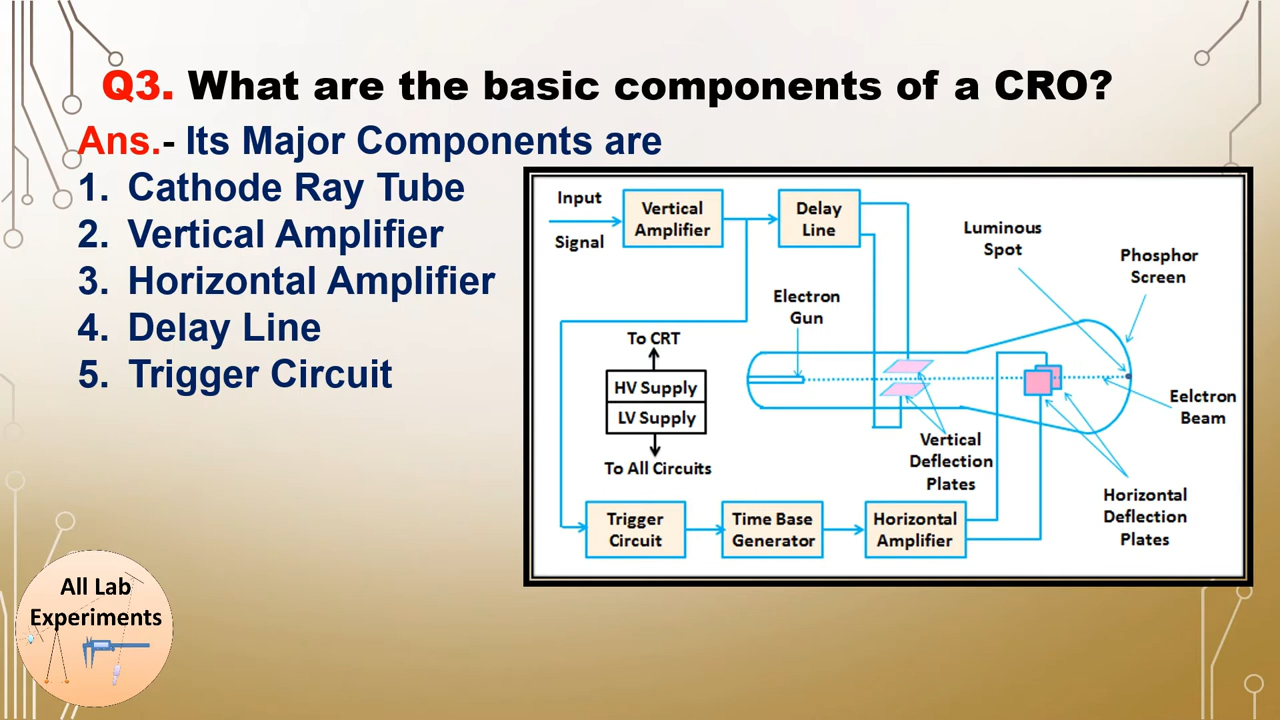 Q3. What are the basic components of a CRO?
Ans.- Its Major Components are
1. Cathode Ray Tube
2. Vertical Amplifier
3. Horizontal Amplifier
4. Delay Line
5. Trigger Circuit
Input
Signal
Vertical
Amplifier
Delay
Line
Luminous
Spot
Phosphor
Screen
Electron
Gun
To CRT
HV Supply
LV Supply
To All Circuits
Eelctron
Beam
Vertical
Deflection
Plates
Horizontal
Deflection
Plates
Trigger
Circuit
Time Base
Generator
Horizontal
Amplifier
All Lab
Experiments